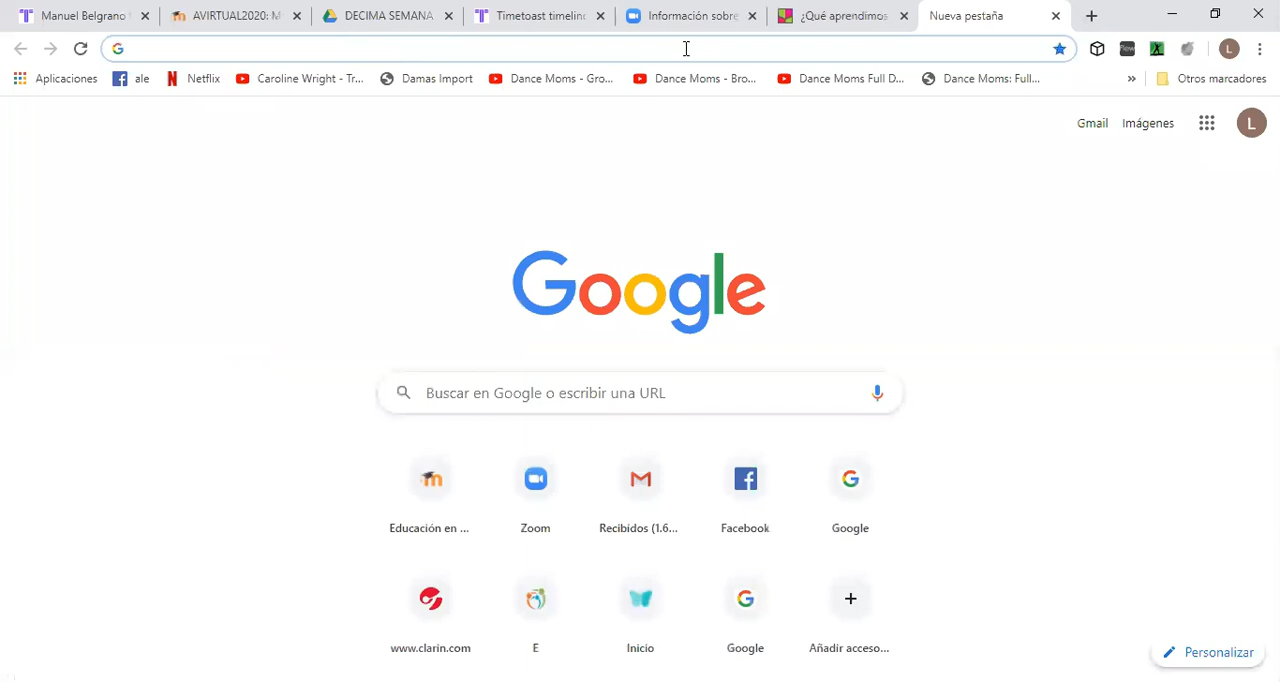 Manuel Belgrano
AVIRTUAL2020: M
DECIMA SEMANA
Timetoast timelin
Información sobre
¿Qué aprendimos
Nueva pestaña
L
Aplicaciones
ale
Netflix
Caroline Wright - Tr...
Damas Import
Dance Moms - Gro...
Dance Moms - Bro...
Dance Moms Full D...
Dance Moms: Full...
»
Otros marcadores
Gmail
Imágenes
L
Google
Buscar en Google o escribir una URL
Educación en ...
Zoom
Recibidos (1.6...
Facebook
Google
www.clarin.com
E
Inicio
Google
Añadir acceso...
Personalizar